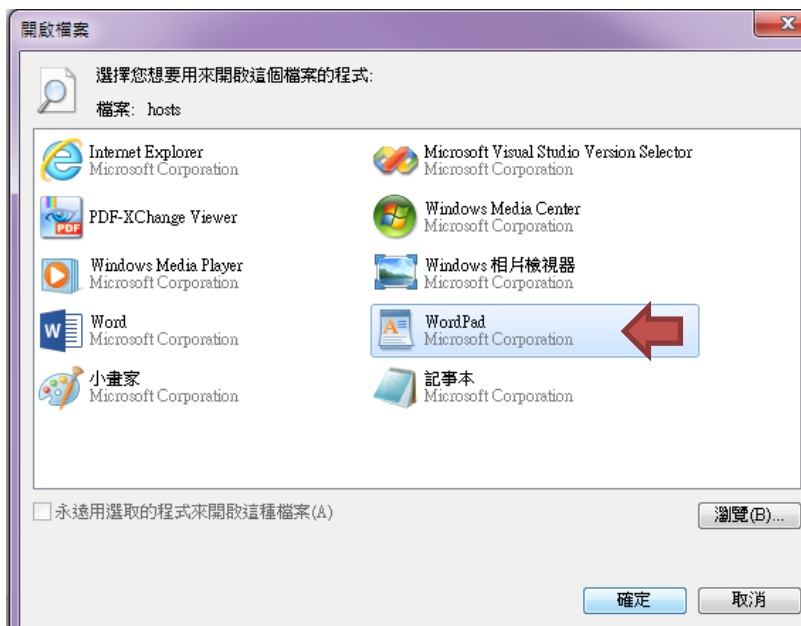 開啟檔案
選擇您想要用來開啟這個檔案的程式:
檔案: hosts
Internet Explorer
Microsoft Corporation
Microsoft Visual Studio Version Selector
Microsoft Corporation
PDF
PDF-XChange Viewer
Windows Media Center
Microsoft Corporation
Windows Media Player
Microsoft Corporation
Windows 相片檢視器
Microsoft Corporation
W
Word
Microsoft Corporation
A
WordPad
Microsoft Corporation
小畫家
Microsoft Corporation
記事本
Microsoft Corporation
永遠用選取的程式來開啟這種檔案(A)
瀏覽(B)...
確定
取消